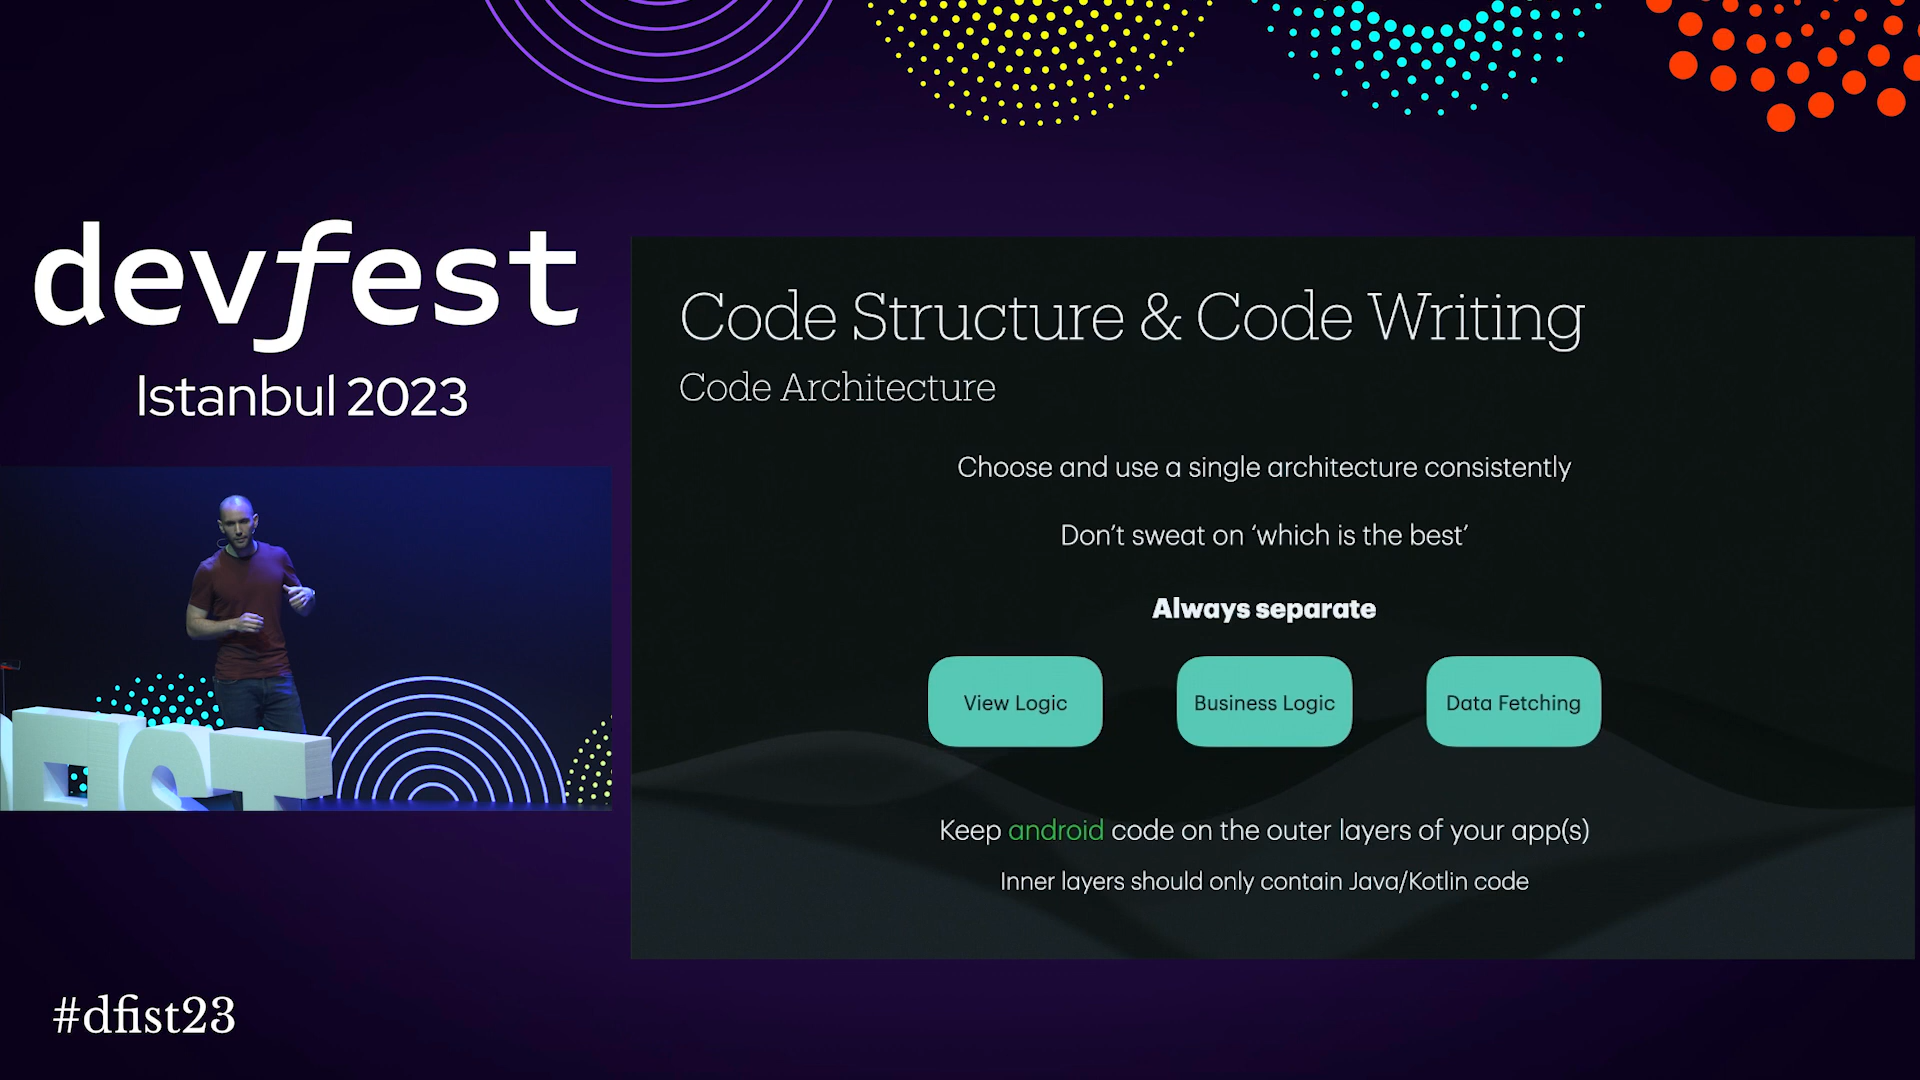 devfest
Istanbul 2023
Code Structure & Code Writing
Code Architecture
Choose and use a single architecture consistently
Don’t sweat on ‘which is the best’
Always separate
View Logic
Business Logic
Data Fetching
Keep android code on the outer layers of your app(s)
Inner layers should only contain Java/Kotlin code
FEST
#dfist23